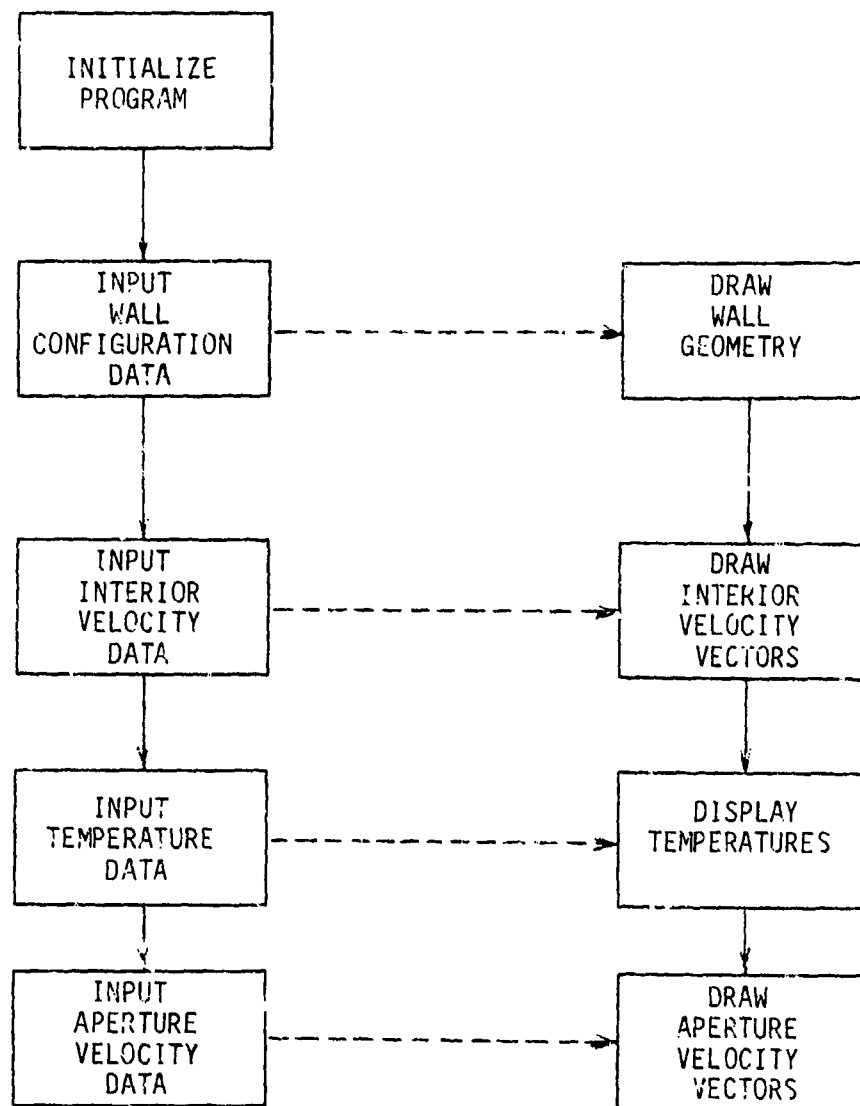 INITIALIZE
PROGRAM
INPUT
WALL
CONFIGURATION
DATA
DRAW
WALL
GEOMETRY
INPUT
INTERIOR
VELOCITY
DATA
DRAW
INTERIOR
VELOCITY
VECTORS
INPUT
TEMPERATURE
DATA
DISPLAY
TEMPERATURES
INPUT
APERTURE
VELOCITY
DATA
DRAW
APERTURE
VELOCITY
VECTORS